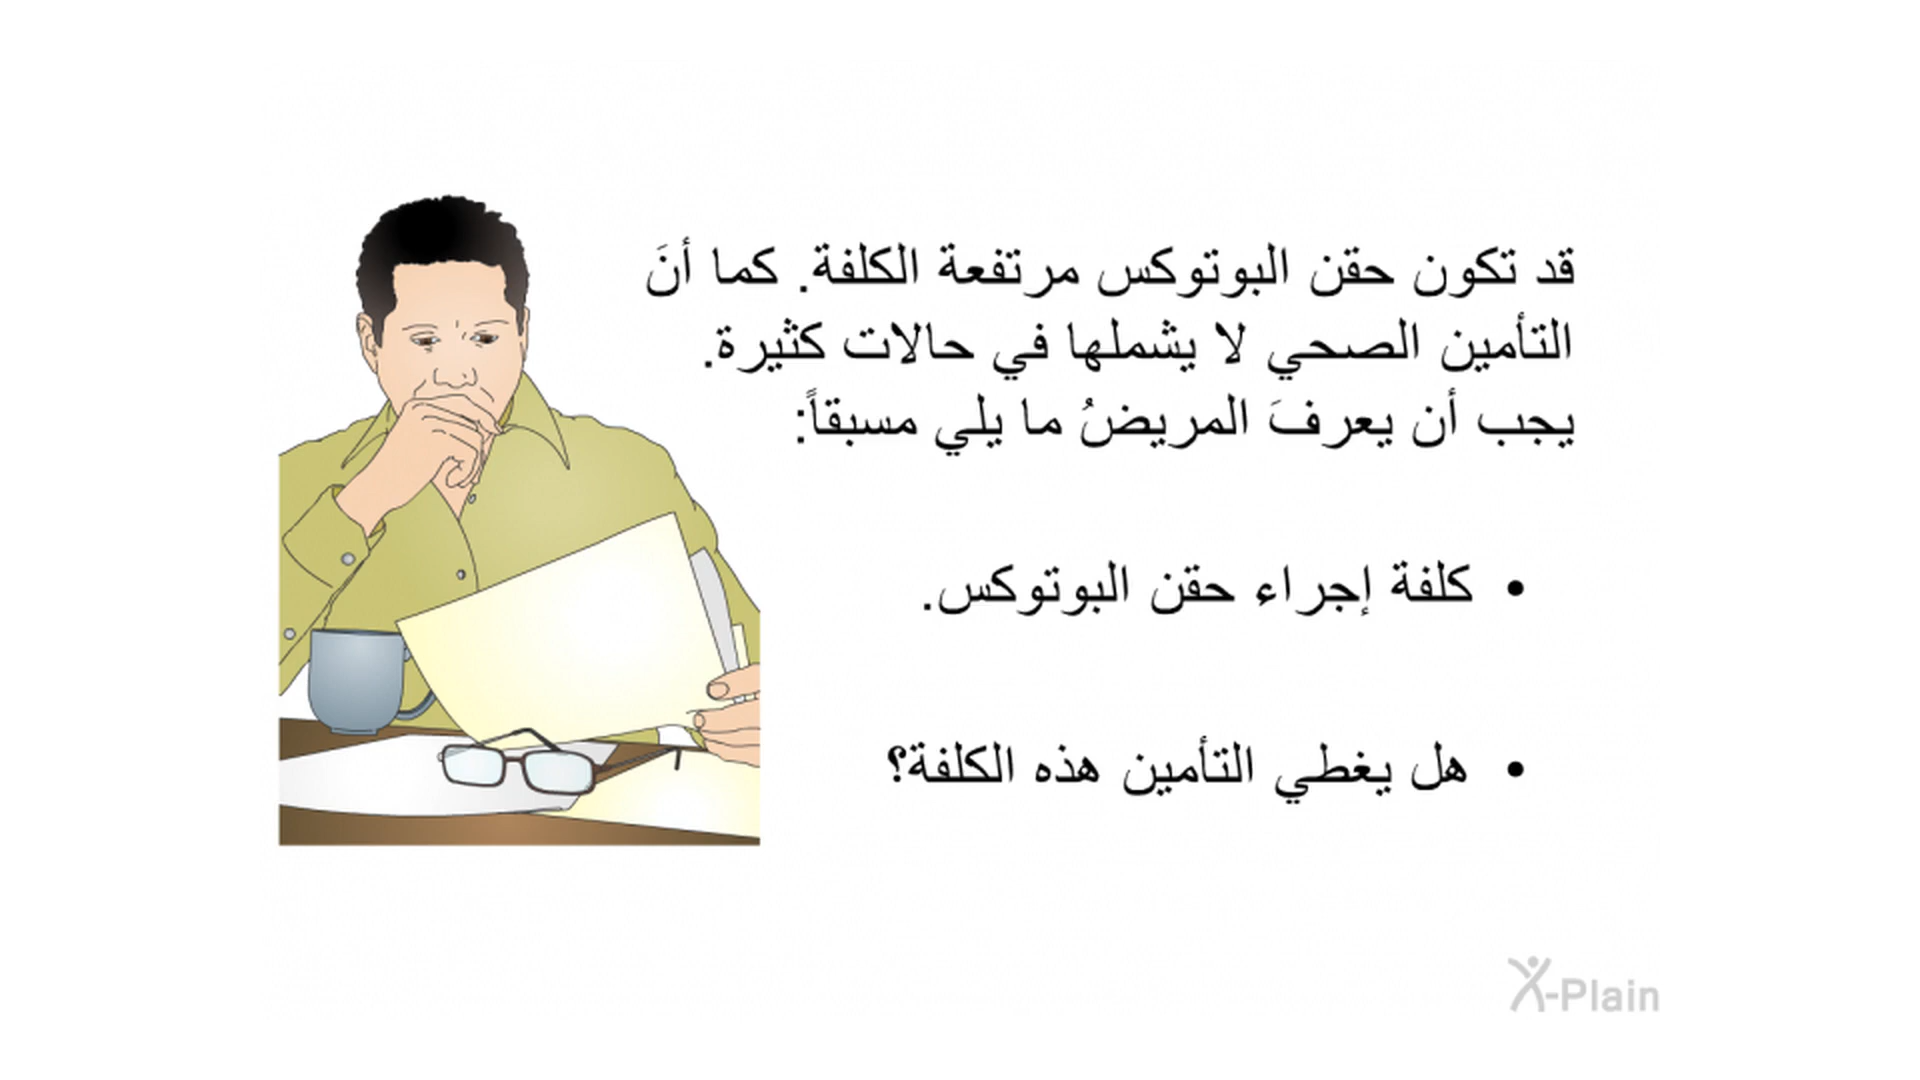 قد تكون حقن البوتوكس مرتفعة الكلفة. كما أنَ
التأمين الصحي لا يشملها في حالات كثيرة.
يجب أن يعرفَ المريضُ ما يلي مسبقاً:
• كلفة إجراء حقن البوتوكس.
• هل يغطي التأمين هذه الكلفة؟
X-Plain